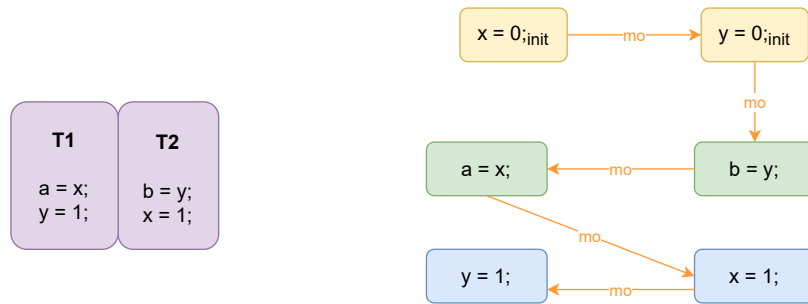 T1
a = x;
y = 1;
T2
b = y;
x = 1;
x = 0;init
mo
y = 0;init
mo
a = x;
mo
b = y;
mo
y = 1;
mo
x = 1;